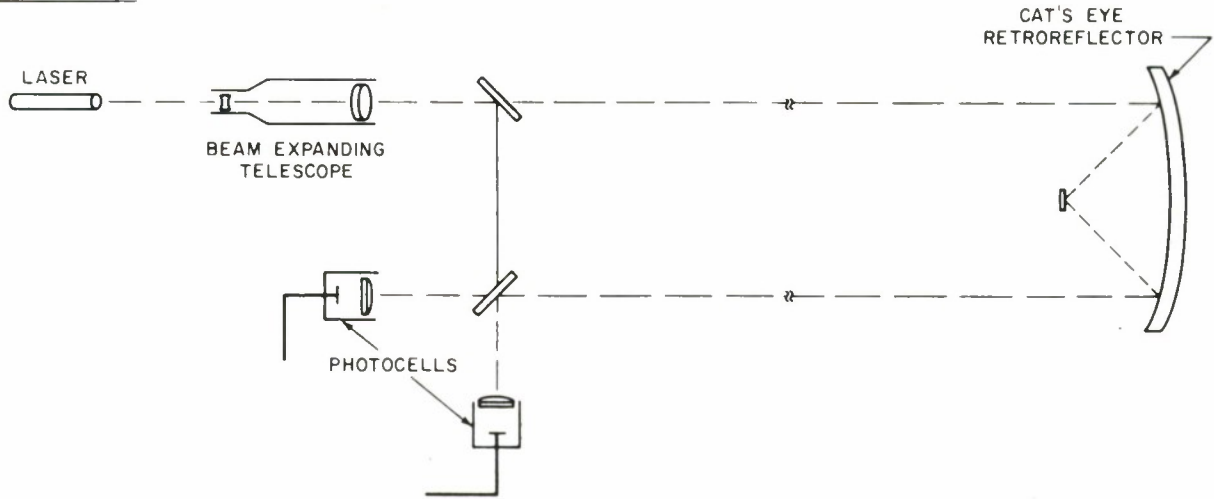 CAT'S EYE
RETROREFLECTOR
LASER
BEAM EXPANDING
TELESCOPE
PHOTOCELLS